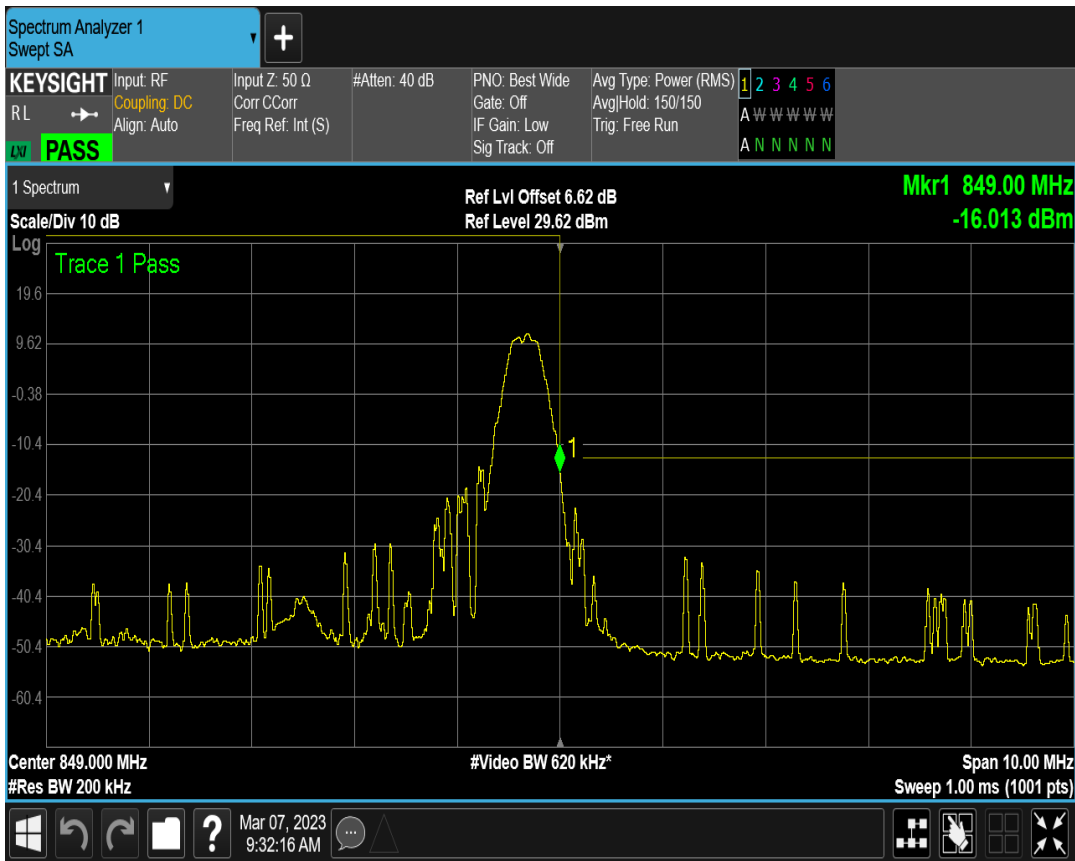 Spectrum Analyzer 1
Swept SA
+
KEYSIGHT
R L
LXI PASS
Input: RF
Coupling: DC
Align: Auto
Input Z: 50 Ω
Corr CCorr
Freq Ref: Int (S)
#Atten: 40 dB
PNO: Best Wide
Gate: Off
IF Gain: Low
Sig Track: Off
Avg Type: Power (RMS)
Avg|Hold: 150/150
Trig: Free Run
1 2 3 4 5 6
A W W W W W
A N N N N N
1 Spectrum
Scale/Div 10 dB
Ref Lvl Offset 6.62 dB
Ref Level 29.62 dBm
Mkr1 849.00 MHz
-16.013 dBm
Log
Trace 1 Pass
19.6
9.62
-0.38
-10.4
1
-20.4
-30.4
-40.4
-50.4
-60.4
Center 849.000 MHz
#Video BW 620 kHz*
Span 10.00 MHz
#Res BW 200 kHz
Sweep 1.00 ms (1001 pts)
?
Mar 07, 2023
9:32:16 AM